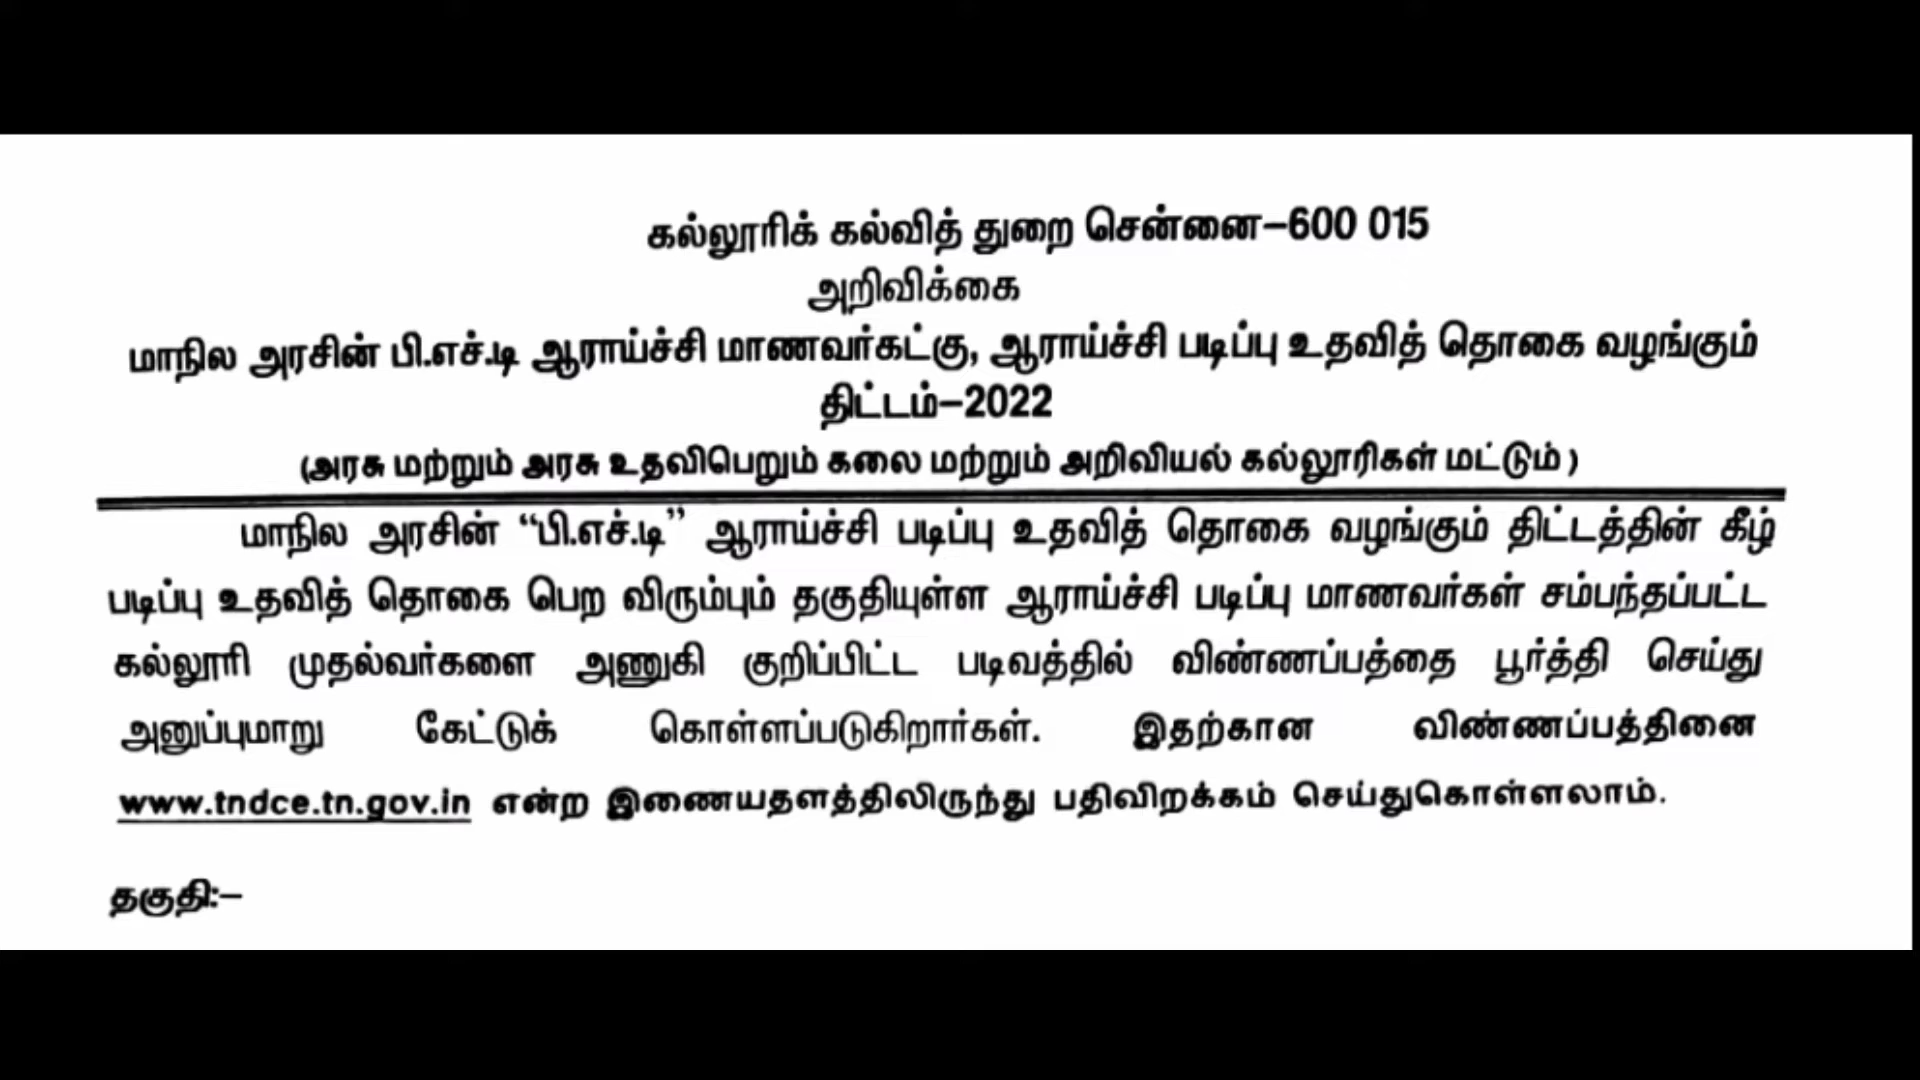 கல்லூரிக் கல்வித் துறை சென்னை–600 015
அறிவிக்கை
மாநில அரசின் பி.எச்.டி ஆராய்ச்சி மாணவர்கட்கு, ஆராய்ச்சி படிப்பு உதவித் தொகை வழங்கும்
திட்டம்–2022
(அரசு மற்றும் அரசு உதவிபெறும் கலை மற்றும் அறிவியல் கல்லூரிகள் மட்டும் )
மாநில அரசின் “பி.எச்.டி” ஆராய்ச்சி படிப்பு உதவித் தொகை வழங்கும் திட்டத்தின் கீழ்
படிப்பு உதவித் தொகை பெற விரும்பும் தகுதியுள்ள ஆராய்ச்சி படிப்பு மாணவர்கள் சம்பந்தப்பட்ட
கல்லூரி முதல்வர்களை அணுகி குறிப்பிட்ட படிவத்தில் விண்ணப்பத்தை பூர்த்தி செய்து
அனுப்புமாறு கேட்டுக் கொள்ளப்படுகிறார்கள். இதற்கான விண்ணப்பத்தினை
www.tndce.tn.gov.in என்ற இணையதளத்திலிருந்து பதிவிறக்கம் செய்துகொள்ளலாம்.
தகுதி:–